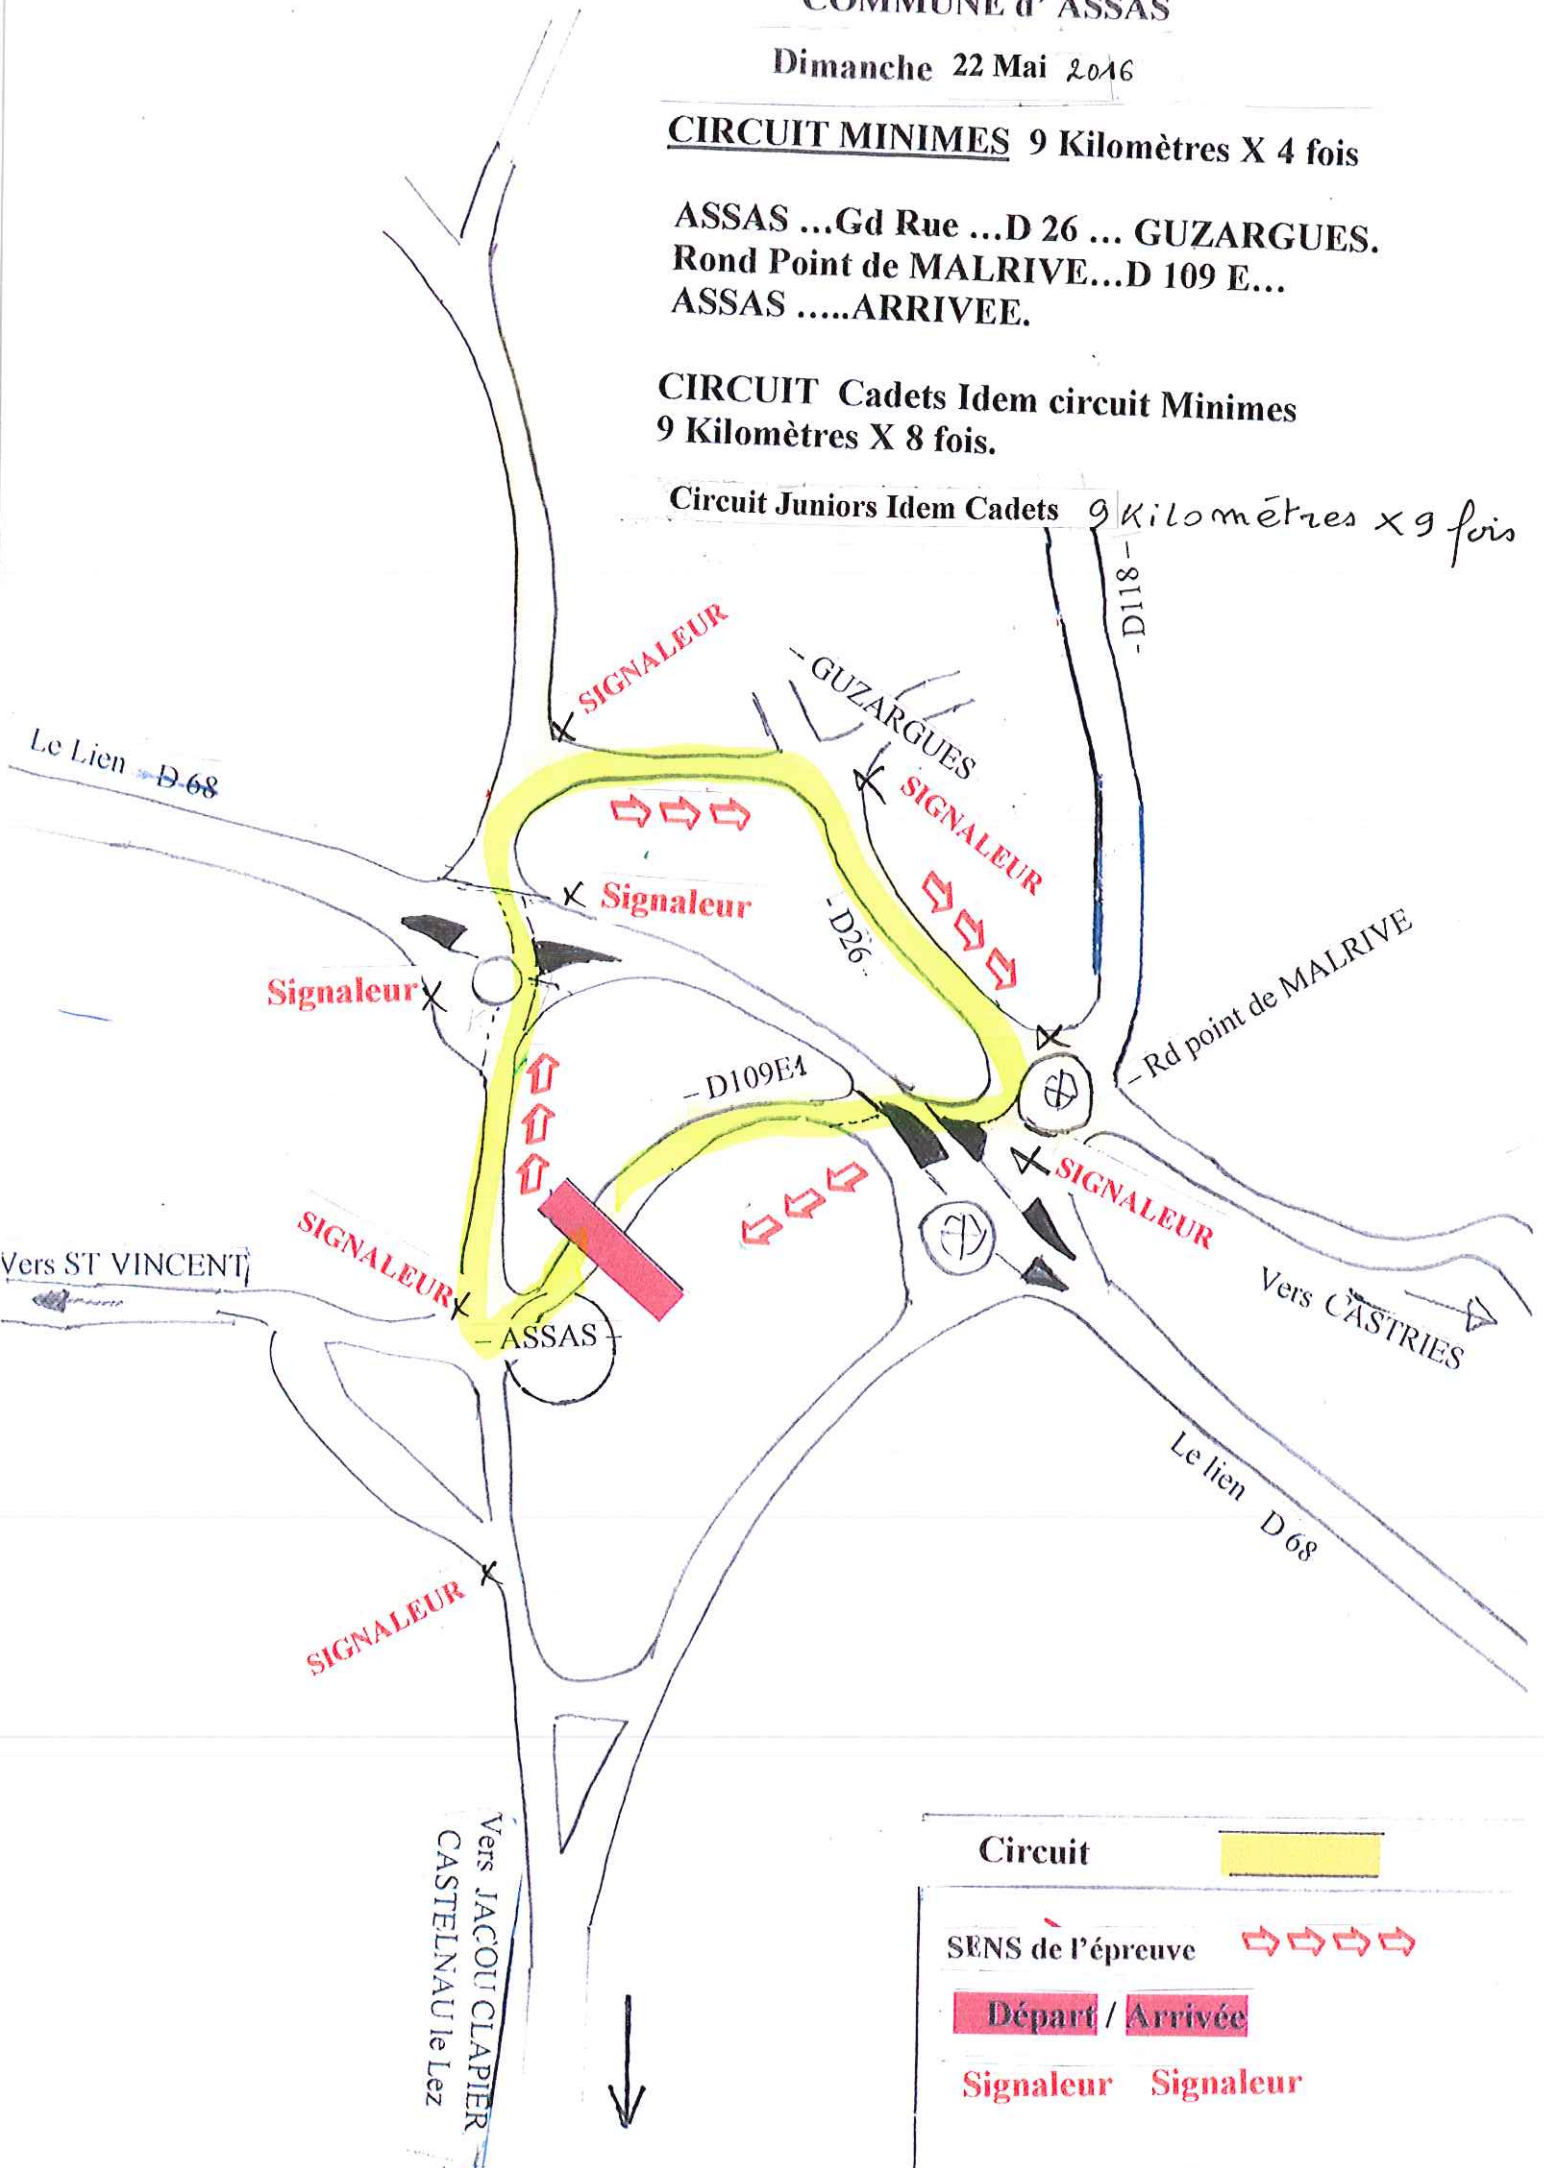 COMMUNE d' ASSAS
Dimanche 22 Mai 2016
CIRCUIT MINIMES 9 Kilomètres X 4 fois
ASSAS ...Gd Rue ...D 26 ... GUZARGUES.
Rond Point de MALRIVE...D 109 E...
ASSAS .....ARRIVEE.
CIRCUIT Cadets Idem circuit Minimes
9 Kilomètres X 8 fois.
Circuit Juniors Idem Cadets 9 Kilomètres x 9 fois
- D118 -
SIGNALEUR
- GUZARGUES
Le Lien D 68
SIGNALEUR
Signaleur
- D26 -
Signaleur
- Rd point de MALRIVE
- D109E1
SIGNALEUR
SIGNALEUR
Vers ST VINCENT
Vers CASTRIES
- ASSAS -
Le lien D 68
SIGNALEUR
Vers JACOU CLAPIER
CASTELNAU le Lez
Circuit
SENS de l'épreuve
Départ / Arrivée
Signaleur Signaleur